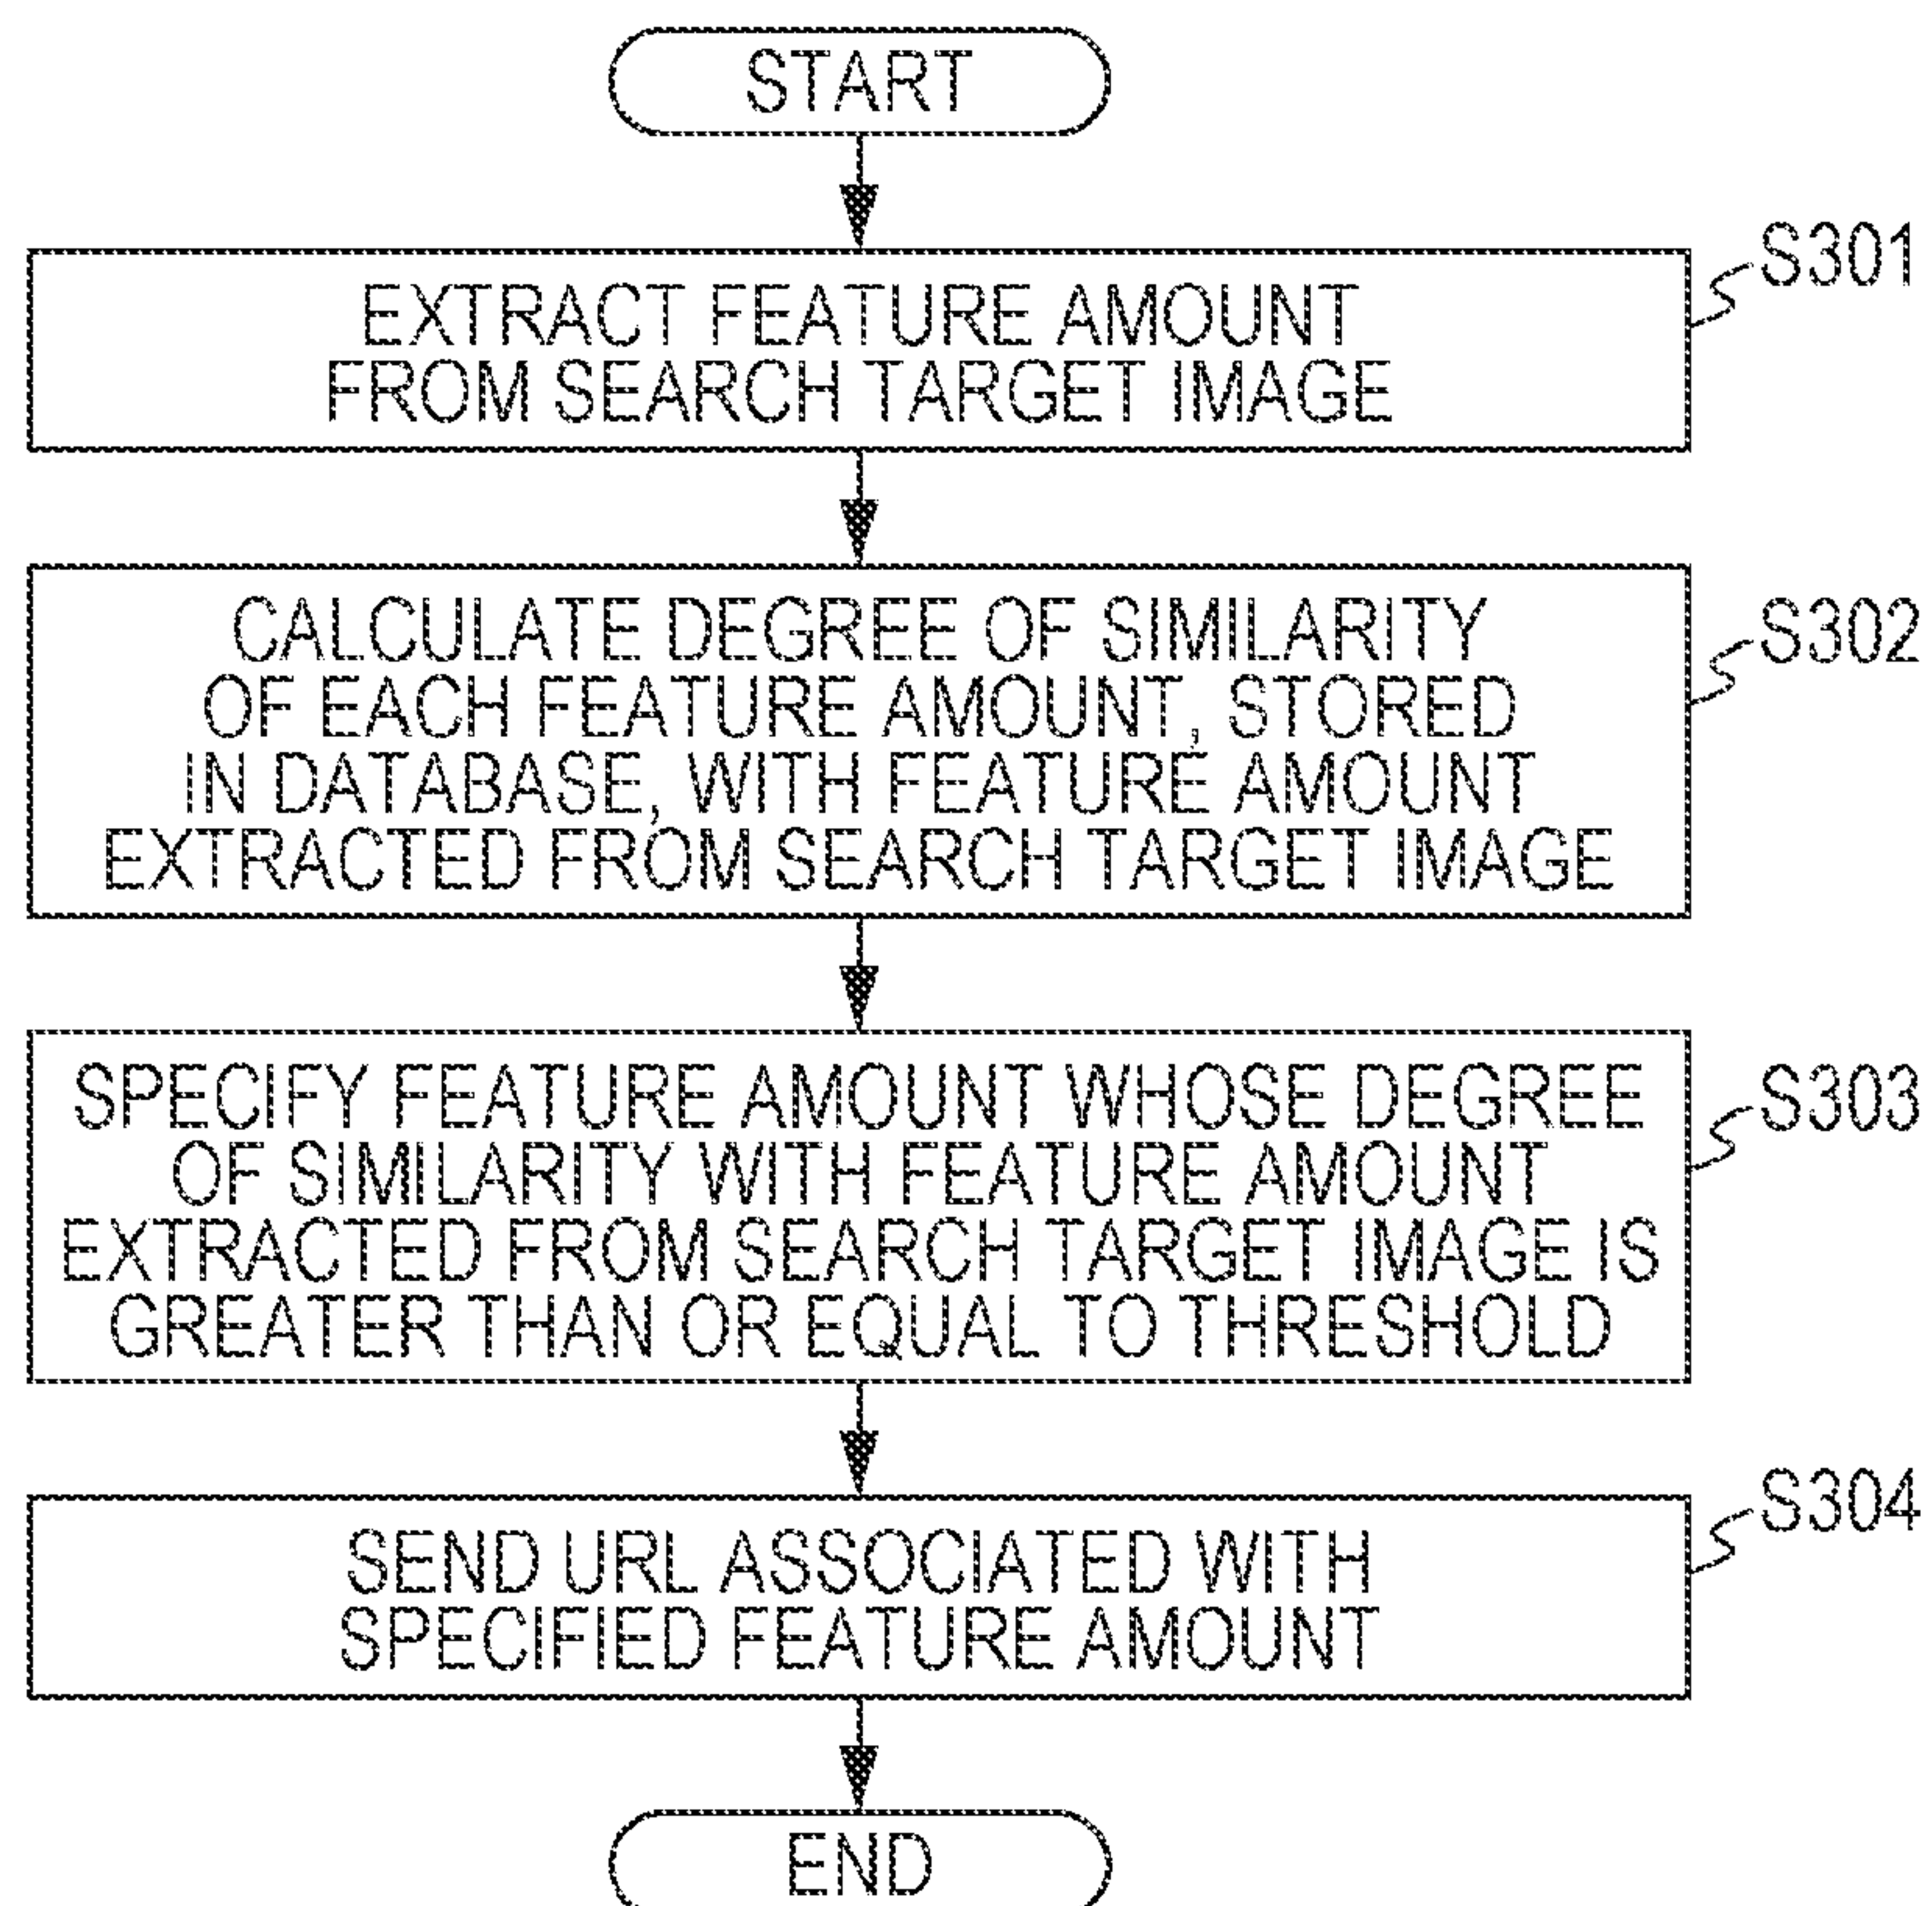 START
S301
EXTRACT FEATURE AMOUNT
FROM SEARCH TARGET IMAGE
S302
CALCULATE DEGREE OF SIMILARITY
OF EACH FEATURE AMOUNT, STORED
IN DATABASE, WITH FEATURE AMOUNT
EXTRACTED FROM SEARCH TARGET IMAGE
S303
SPECIFY FEATURE AMOUNT WHOSE DEGREE
OF SIMILARITY WITH FEATURE AMOUNT
EXTRACTED FROM SEARCH TARGET IMAGE IS
GREATER THAN OR EQUAL TO THRESHOLD
S304
SEND URL ASSOCIATED WITH
SPECIFIED FEATURE AMOUNT
END